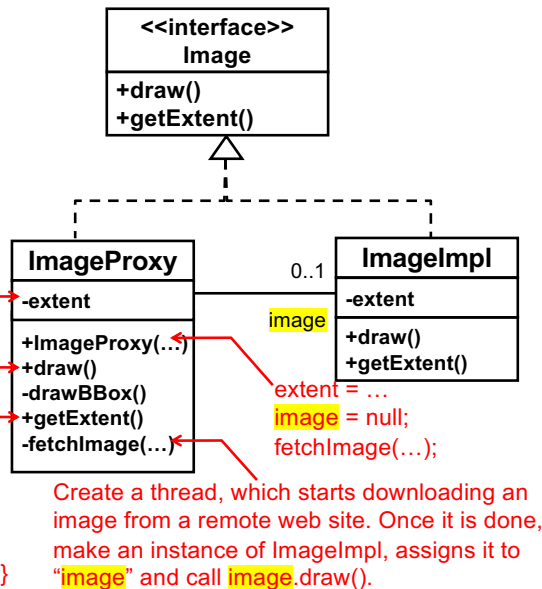 <<interface>>
Image
+draw()
+getExtent()
ImageProxy
-extent
+ImageProxy(…)
+draw()
-drawBBox()
+getExtent()
-fetchImage(…)
0..1
image
ImageImpl
-extent
+draw()
+getExtent()
extent = …
image = null;
fetchImage(…);
Create a thread, which starts downloading an
image from a remote web site. Once it is done,
make an instance of ImageImpl, assigns it to
} “image” and call image.draw().